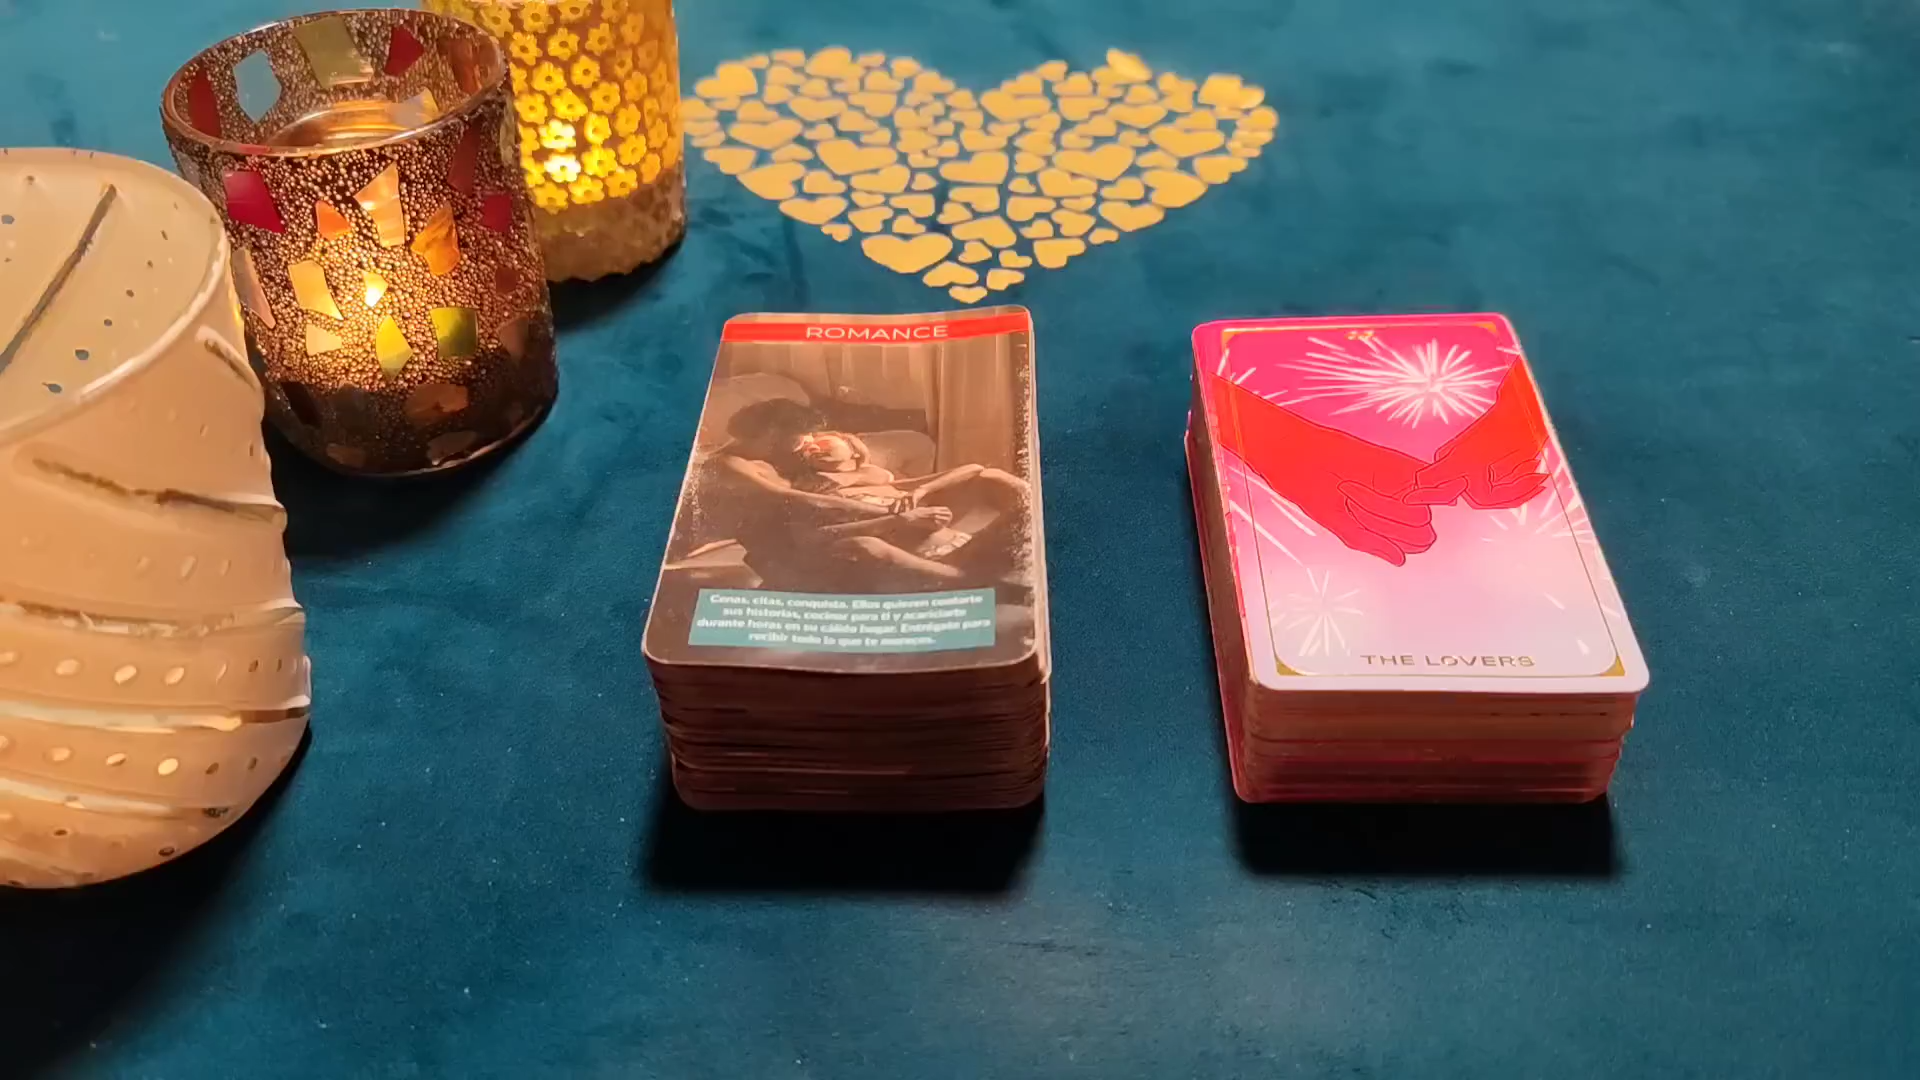 ROMANCE
Cenas, citas, conquista. Ellos quieren contarte
sus historias, cocinar para ti y acariciarte
durante horas en su cálido hogar. Entrégate para
recibir todo lo que te mereces.
THE LOVERS